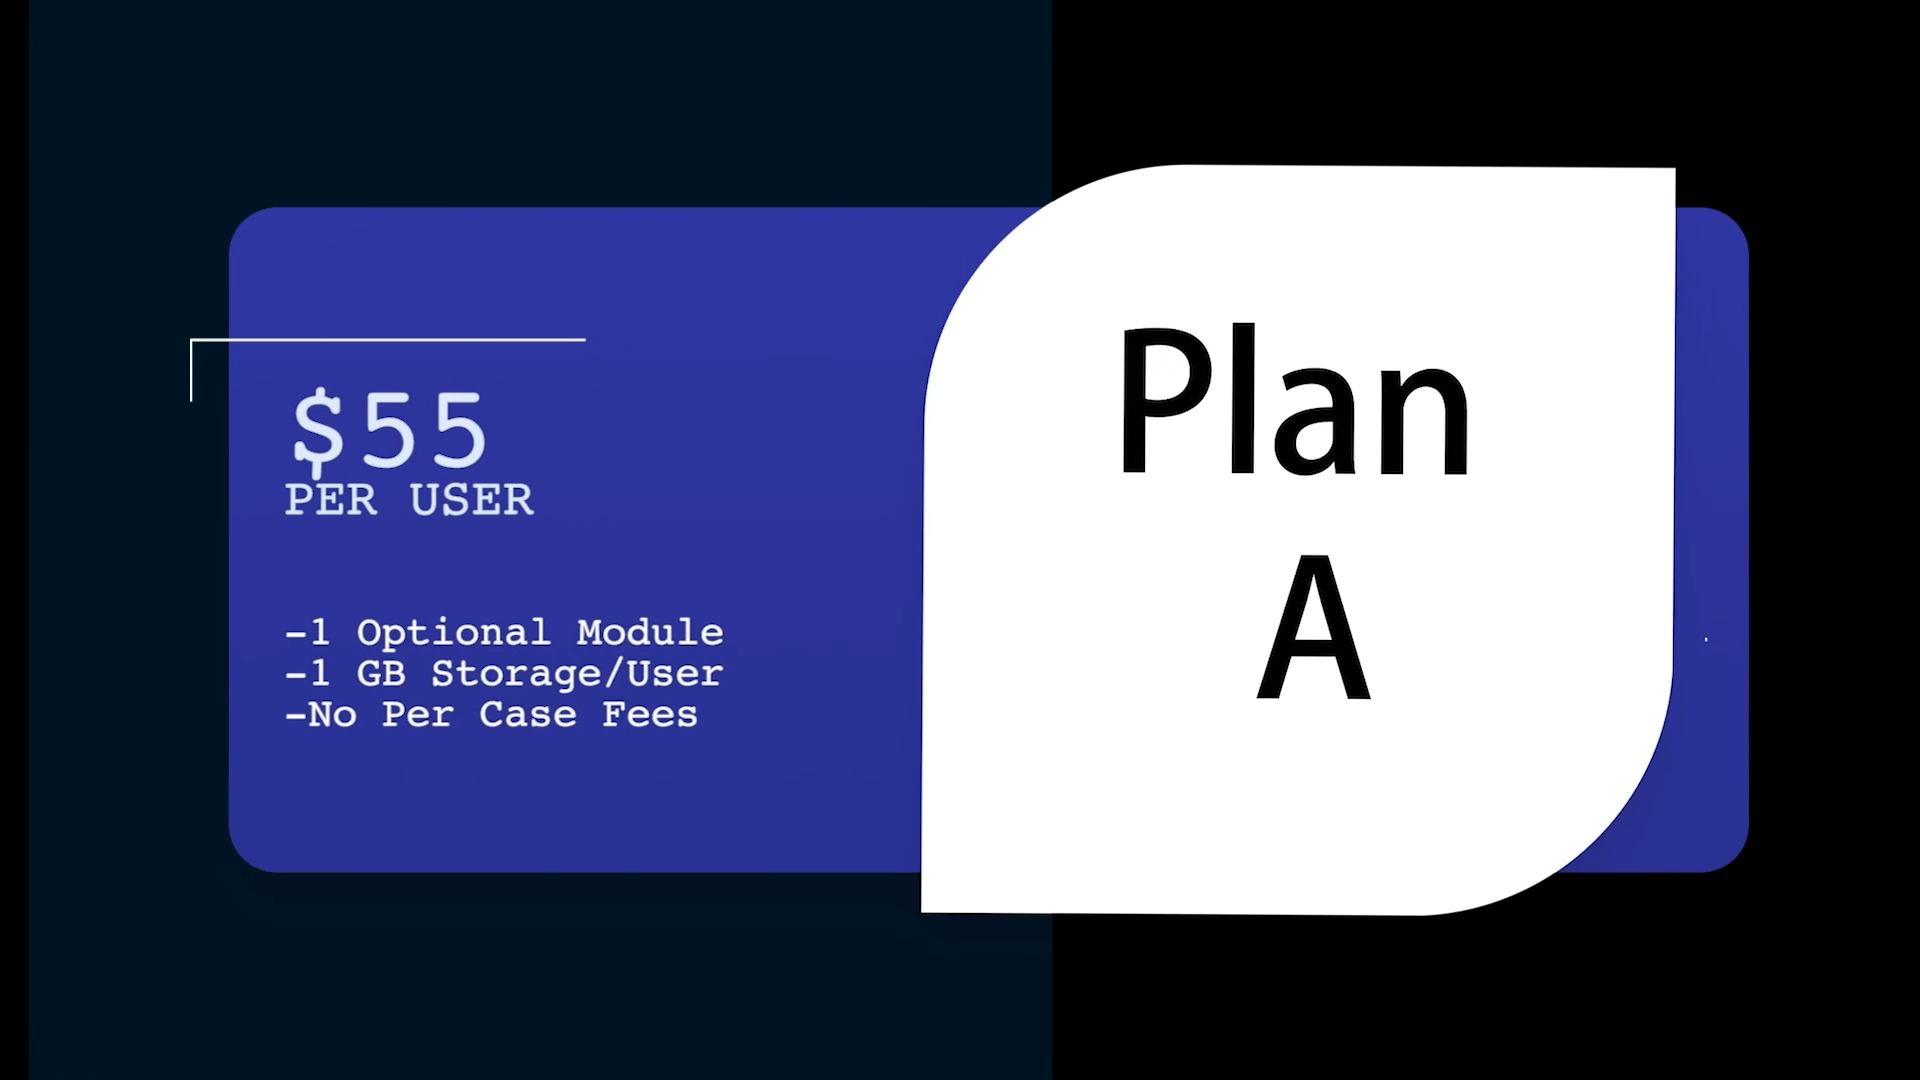 $55
PER USER
-1 Optional Module
-1 GB Storage/User
-No Per Case Fees
Plan
A